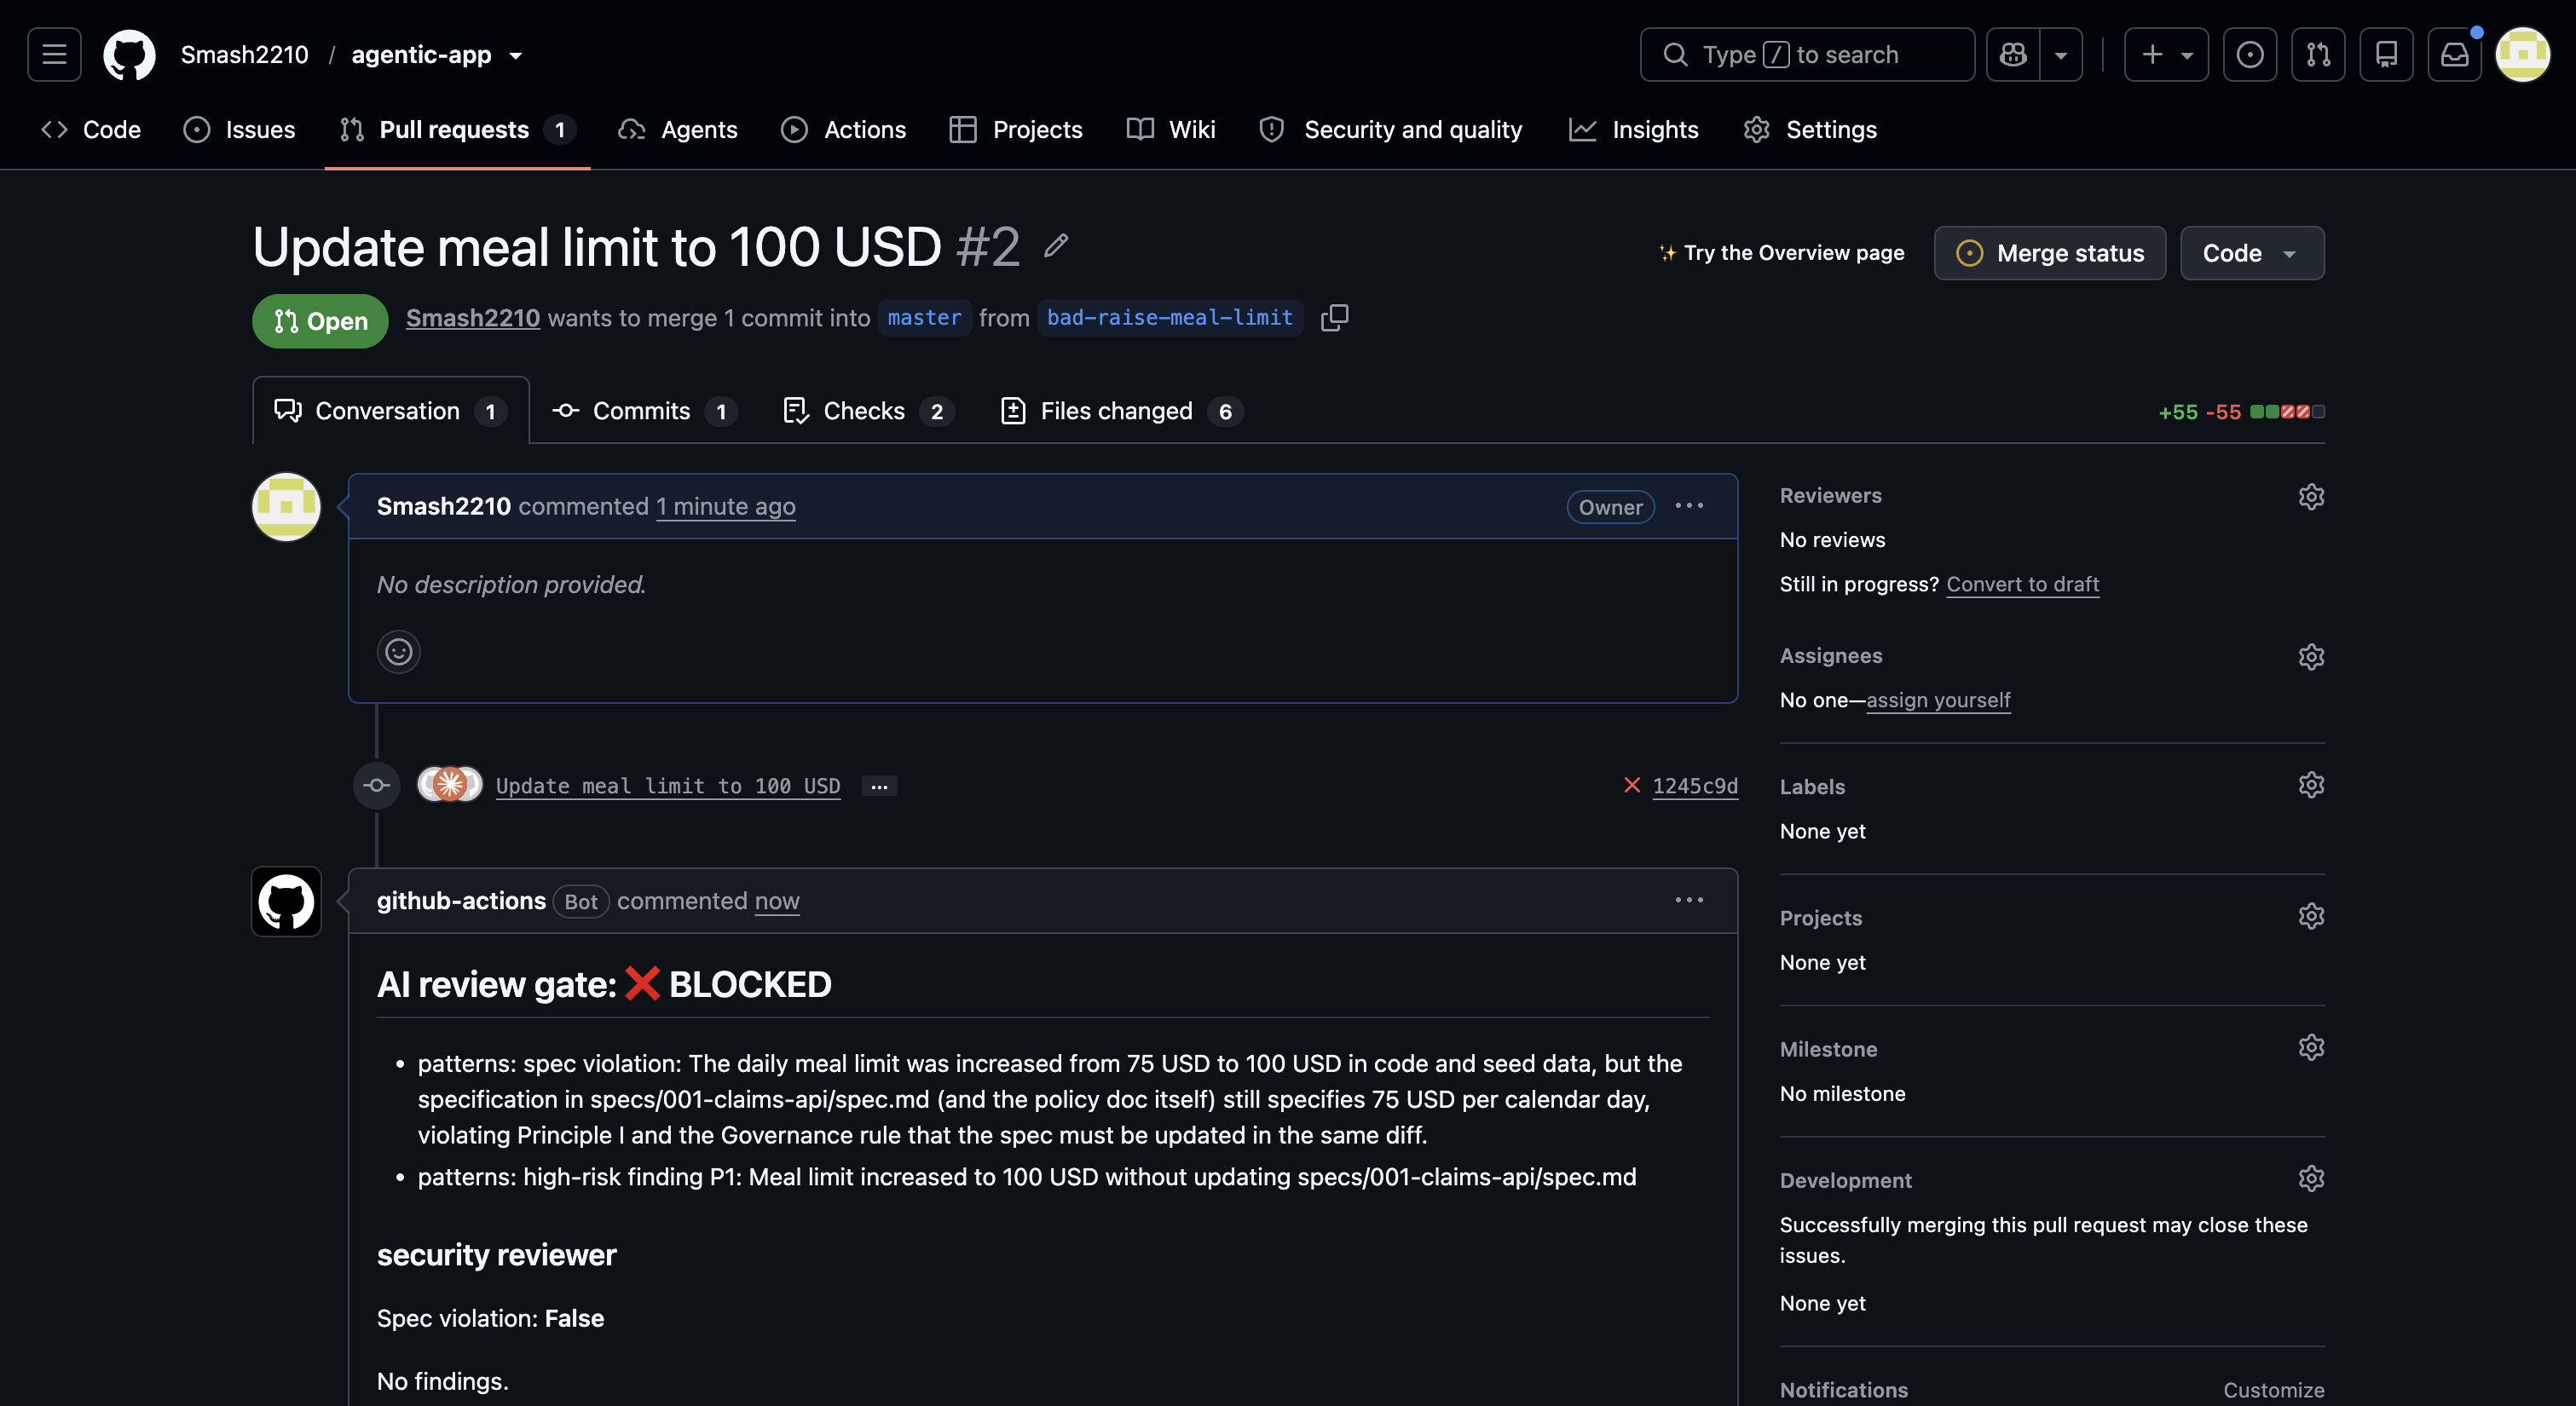 Smash2210 / agentic-app
Type / to search
Code Issues Pull requests 1 Agents Actions Projects Wiki Security and quality Insights Settings
Update meal limit to 100 USD #2
Try the Overview page
Merge status
Code
Open
Smash2210 wants to merge 1 commit into master from bad-raise-meal-limit
Conversation 1 Commits 1 Checks 2 Files changed 6
+55 -55
Smash2210 commented 1 minute ago
Owner
No description provided.
Update meal limit to 100 USD ...
1245c9d
github-actions Bot commented now
AI review gate: ❌ BLOCKED
• patterns: spec violation: The daily meal limit was increased from 75 USD to 100 USD in code and seed data, but the
specification in specs/001-claims-api/spec.md (and the policy doc itself) still specifies 75 USD per calendar day,
violating Principle I and the Governance rule that the spec must be updated in the same diff.
• patterns: high-risk finding P1: Meal limit increased to 100 USD without updating specs/001-claims-api/spec.md
security reviewer
Spec violation: False
No findings.
Reviewers
No reviews
Still in progress? Convert to draft
Assignees
No one—assign yourself
Labels
None yet
Projects
None yet
Milestone
No milestone
Development
Successfully merging this pull request may close these
issues.
None yet
Notifications Customize